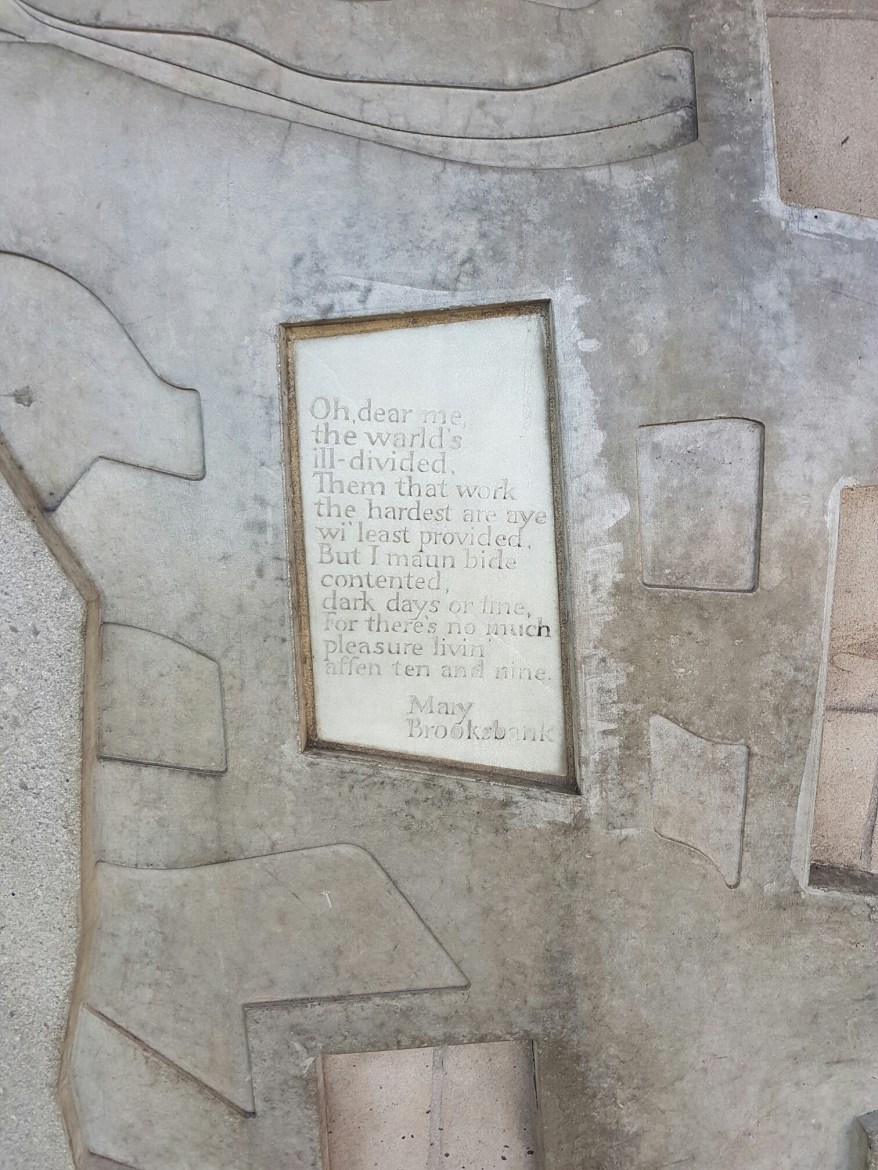 Oh, dear me,
the warld's
ill-divided.
Them that work
the hardest are aye
wi' least provided.
But I maun bide
contented,
dark days or fine,
For there's no much
pleasure livin'
affen ten and nine.
Mary
Brooksbank